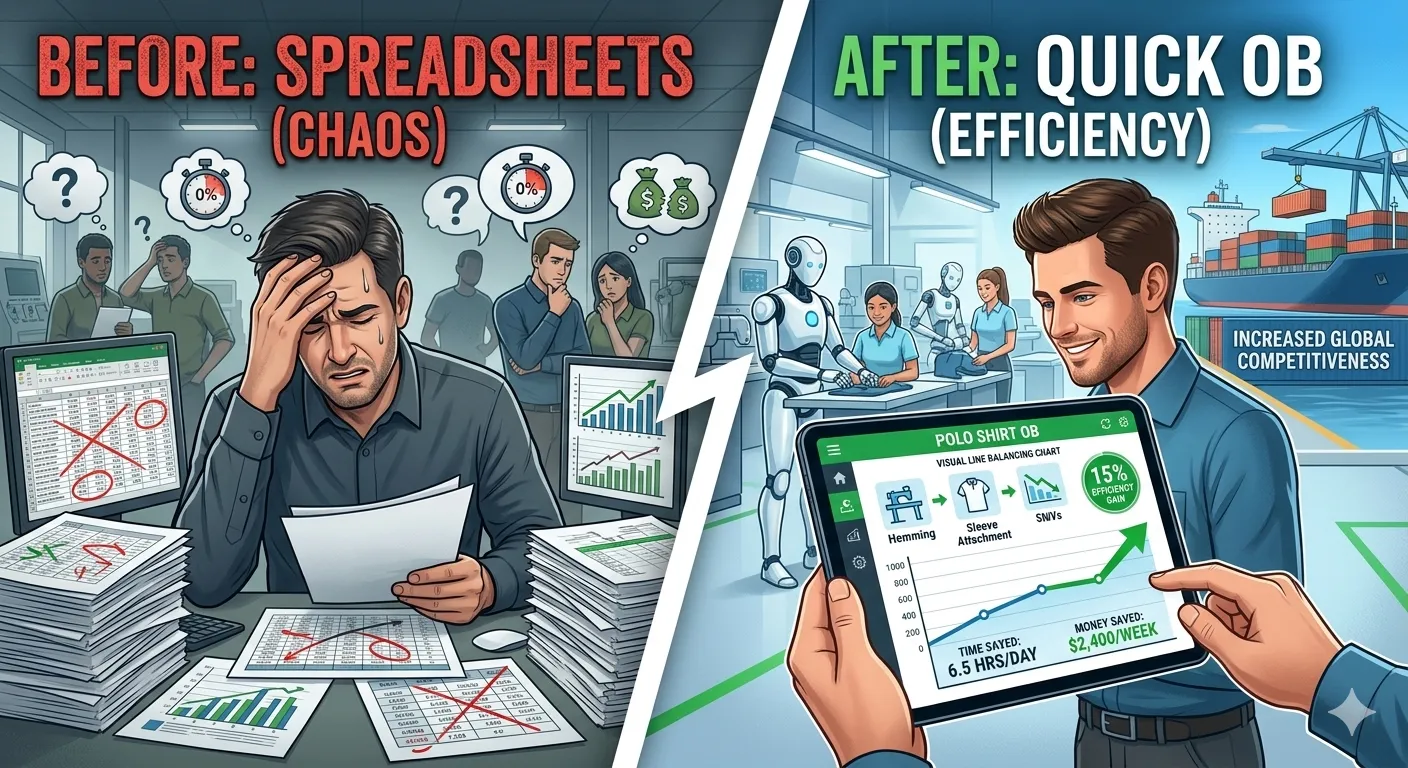 BEFORE: SPREADSHEETS
(CHAOS)
?
?
0%
?
0%
$
$
AFTER: QUICK OB
(EFFICIENCY)
INCREASED GLOBAL
COMPETITIVENESS
POLO SHIRT OB
VISUAL LINE BALANCING CHART
15%
EFFICIENCY
GAIN
Hemming
Sleeve
Attschment
SNIVs
1000
800
600
400
200
0
TIME SAYED:
6.5 HRS/DAY
MONEY SAVED:
$2,400/WEEK